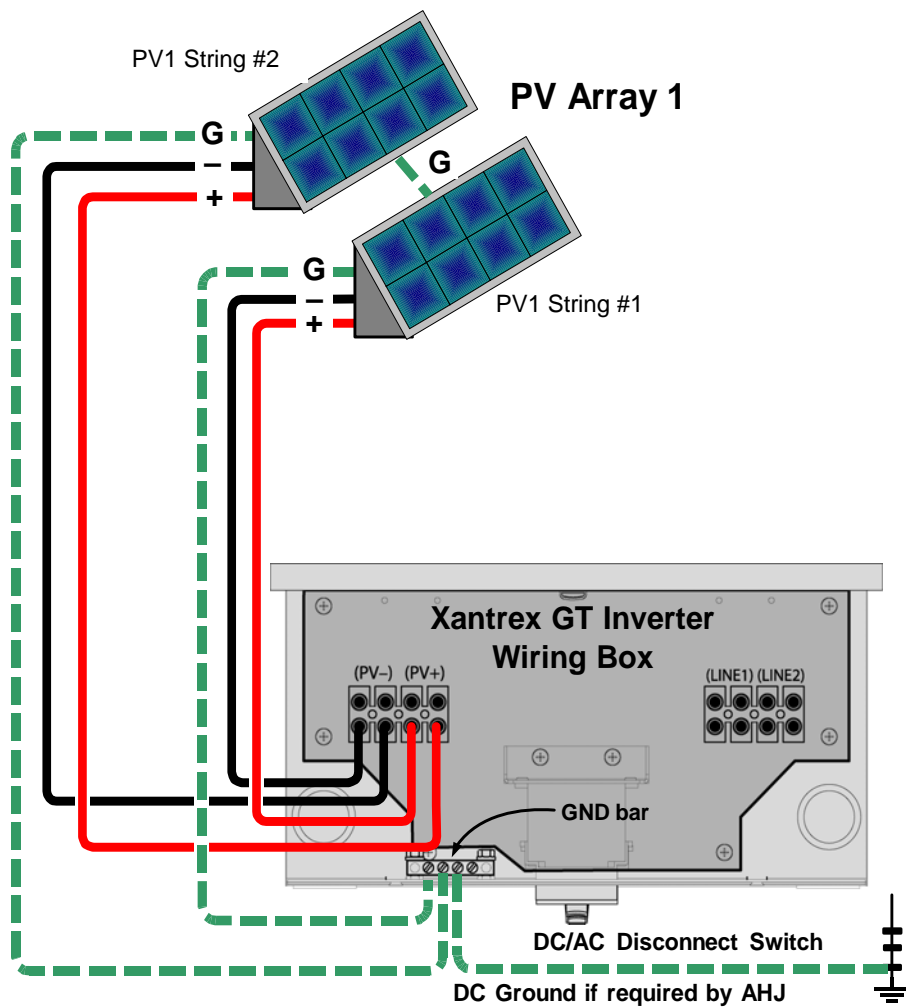 PV1 String #2
PV Array 1
G
–
+
G
G
–
+
PV1 String #1
Xantrex GT Inverter
Wiring Box
(PV–) (PV+)
(LINE1) (LINE2)
GND bar
DC/AC Disconnect Switch
DC Ground if required by AHJ